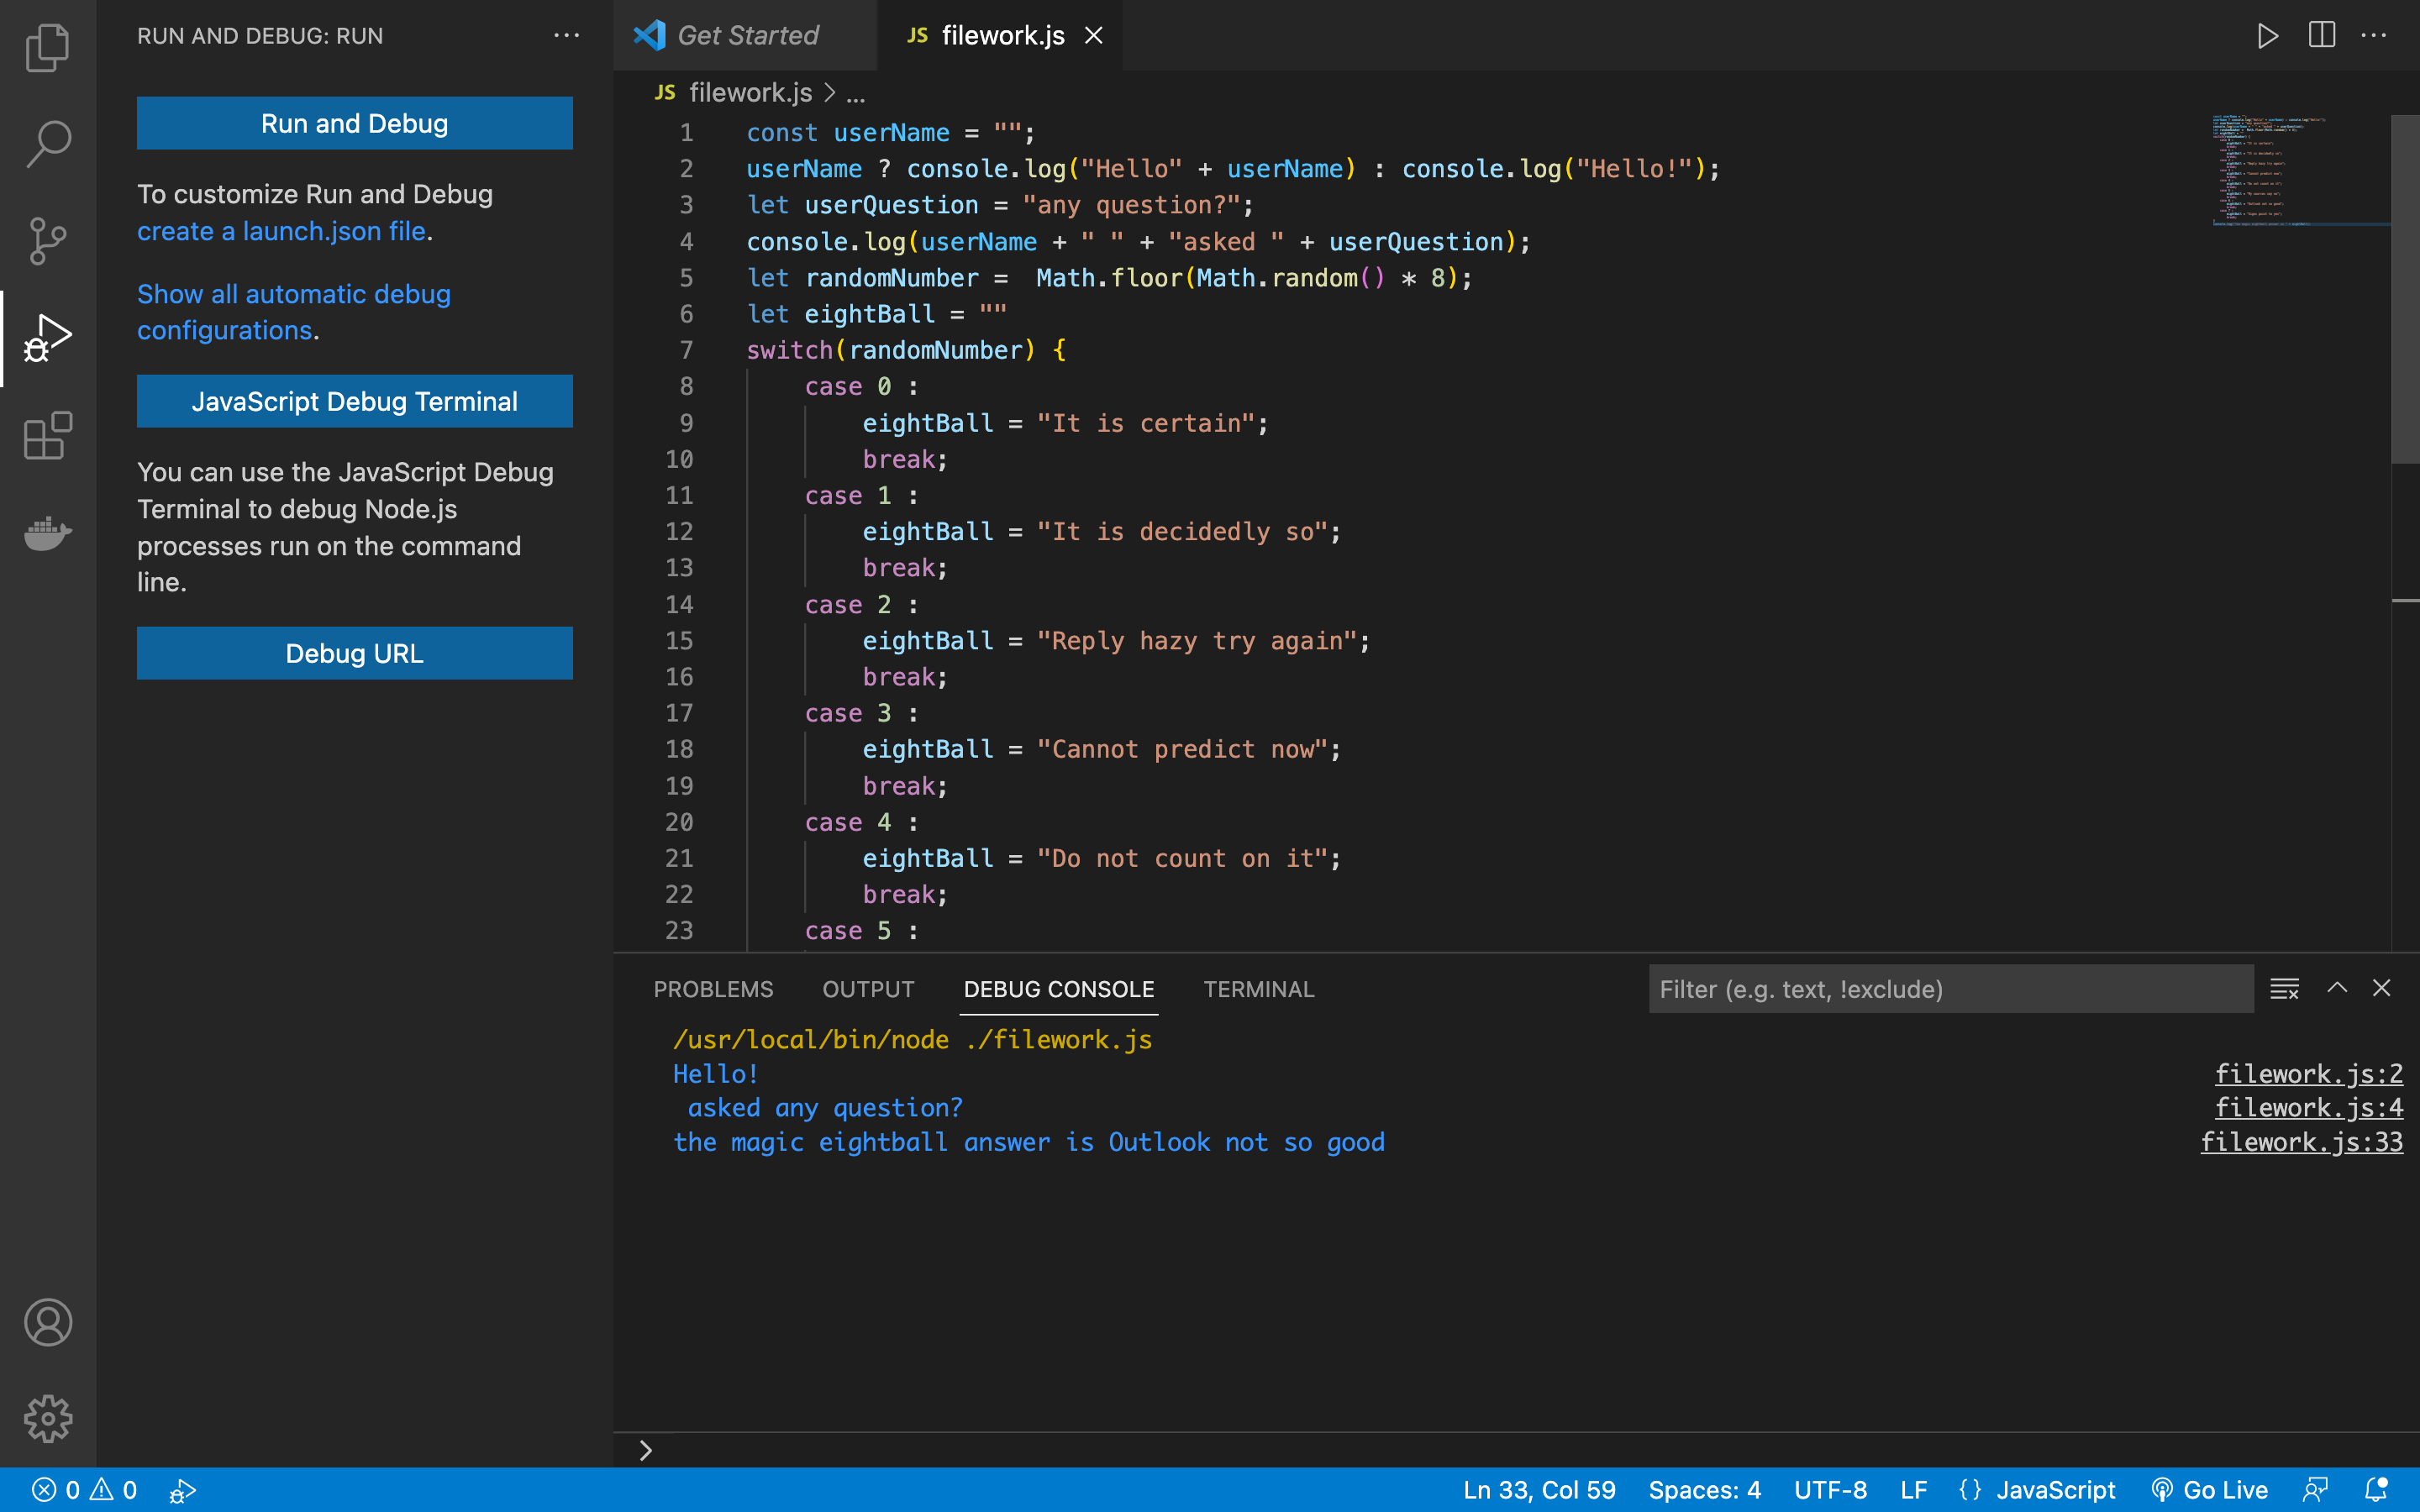 RUN AND DEBUG: RUN
Run and Debug
To customize Run and Debug
create a launch.json file.
Show all automatic debug
configurations.
JavaScript Debug Terminal
You can use the JavaScript Debug
Terminal to debug Node.js
processes run on the command
line.
Debug URL
Get Started
JS filework.js
JS filework.js > ...
1 const userName = "";
2 userName ? console.log("Hello" + userName) : console.log("Hello!");
3 let userQuestion = "any question?";
4 console.log(userName + " " + "asked " + userQuestion);
5 let randomNumber =  Math.floor(Math.random() * 8);
6 let eightBall = ""
7 switch(randomNumber) {
8     case 0 :
9         eightBall = "It is certain";
10         break;
11     case 1 :
12         eightBall = "It is decidedly so";
13         break;
14     case 2 :
15         eightBall = "Reply hazy try again";
16         break;
17     case 3 :
18         eightBall = "Cannot predict now";
19         break;
20     case 4 :
21         eightBall = "Do not count on it";
22         break;
23     case 5 :
PROBLEMS OUTPUT DEBUG CONSOLE TERMINAL Filter (e.g. text, !exclude)
/usr/local/bin/node ./filework.js
Hello! filework.js:2
asked any question? filework.js:4
the magic eightball answer is Outlook not so good filework.js:33
0 0 Ln 33, Col 59 Spaces: 4 UTF-8 LF {} JavaScript Go Live